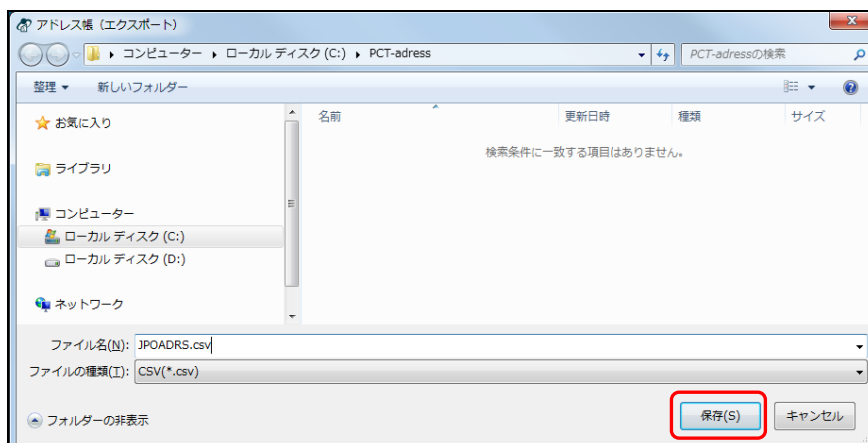 アドレス帳（エクスポート）
コンピューター ローカル ディスク (C:) PCT-adress PCT-adressの検索
整理 新しいフォルダー
お気に入り
ライブラリ
コンピューター
ローカル ディスク (C:)
ローカル ディスク (D:)
ネットワーク
名前 更新日時 種類 サイズ
検索条件に一致する項目はありません。
ファイル名(N): JPOADRS.csv
ファイルの種類(T): CSV(*.csv)
フォルダーの非表示 保存(S) キャンセル